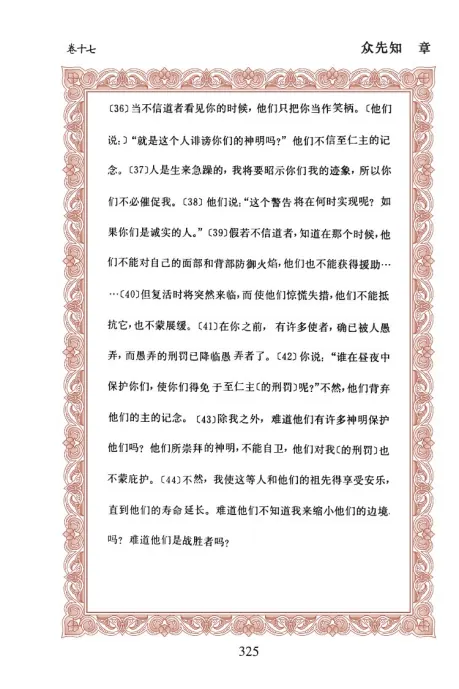 卷十七
众先知 章
〔36〕当不信道者看见你的时候，他们只把你当作笑柄。〔他们
说：〕“就是这个人诽谤你们的神明吗？”他们不信至仁主的记
念。〔37〕人是生来急躁的，我将要昭示你们我的迹象，所以你
们不必催促我。〔38〕他们说：“这个警告将在何时实现呢？如
果你们是诚实的人。”〔39〕假若不信道者，知道在那个时候，他
们不能对自己的面部和背部防御火焰，他们也不能获得援助…
…〔40〕但复活时将突然来临，而使他们惊慌失措，他们不能抵
抗它，也不蒙展缓。〔41〕在你之前，有许多使者，确已被人愚
弄，而愚弄的刑罚已降临愚弄者了。〔42〕你说：“谁在昼夜中
保护你们，使你们得免于至仁主〔的刑罚〕呢？”不然，他们背弃
他们的主的记念。〔43〕除我之外，难道他们有许多神明保护
他们吗？他们所崇拜的神明，不能自卫，他们对我〔的刑罚〕也
不蒙庇护。〔44〕不然，我使这等人和他们的祖先得享受安乐，
直到他们的寿命延长。难道他们不知道我来缩小他们的边境
吗？难道他们是战胜者吗？
325